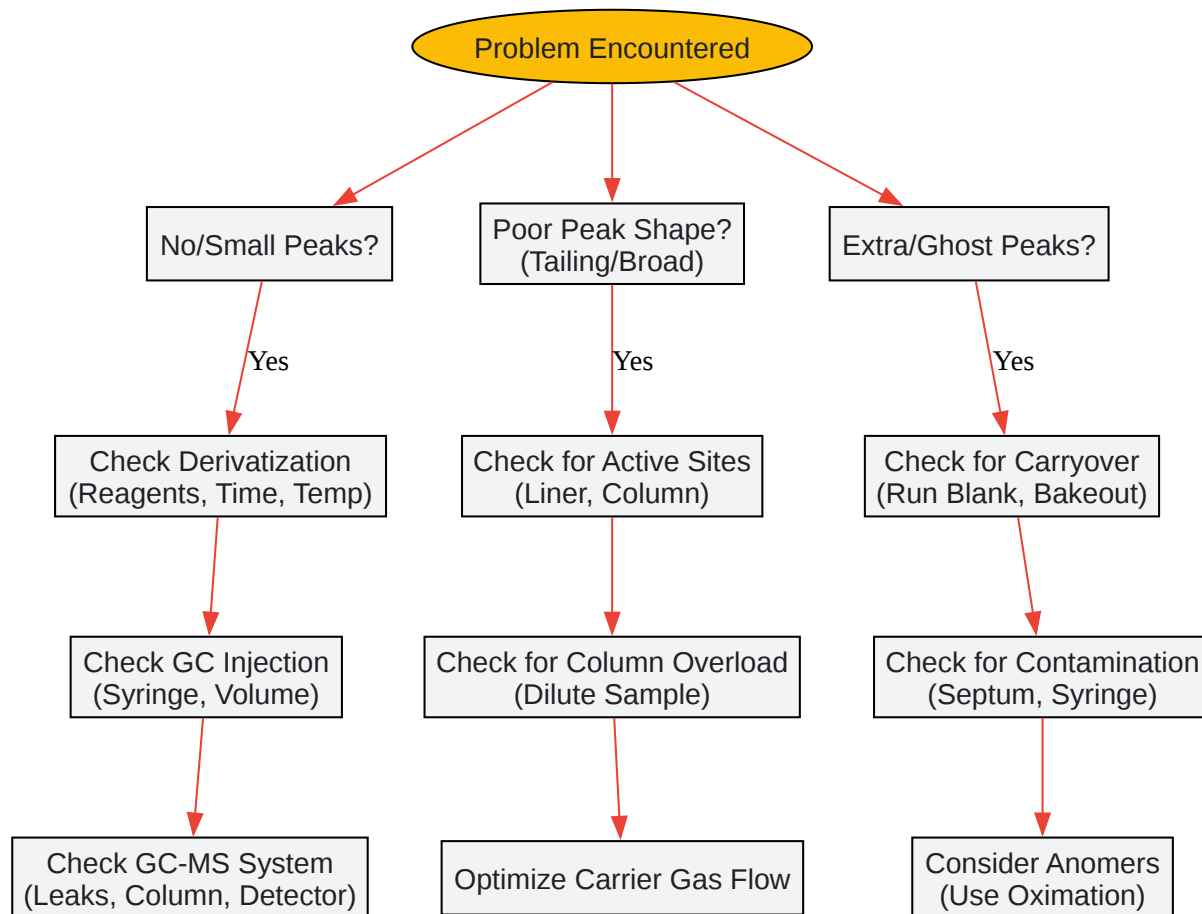 Problem Encountered
No/Small Peaks?
Poor Peak Shape?
(Tailing/Broad)
Extra/Ghost Peaks?
Yes
Yes
Yes
Check Derivatization
(Reagents, Time, Temp)
Check for Active Sites
(Liner, Column)
Check for Carryover
(Run Blank, Bakeout)
Check GC Injection
(Syringe, Volume)
Check for Column Overload
(Dilute Sample)
Check for Contamination
(Septum, Syringe)
Check GC-MS System
(Leaks, Column, Detector)
Optimize Carrier Gas Flow
Consider Anomers
(Use Oximation)